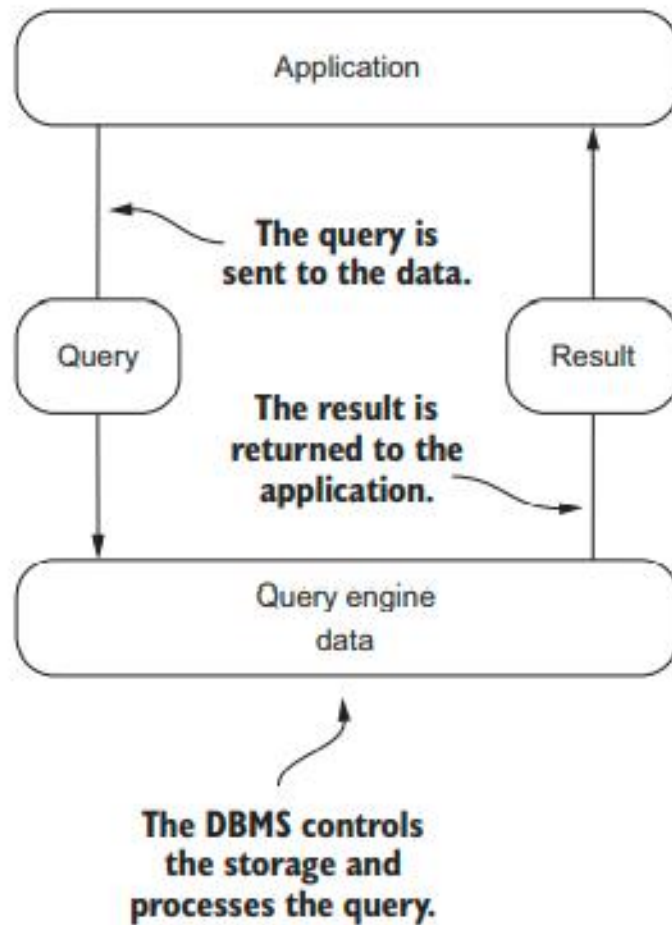 Application
The query is
sent to the data.
Query
Result
The result is
returned to the
application.
Query engine
data
The DBMS controls
the storage and
processes the query.